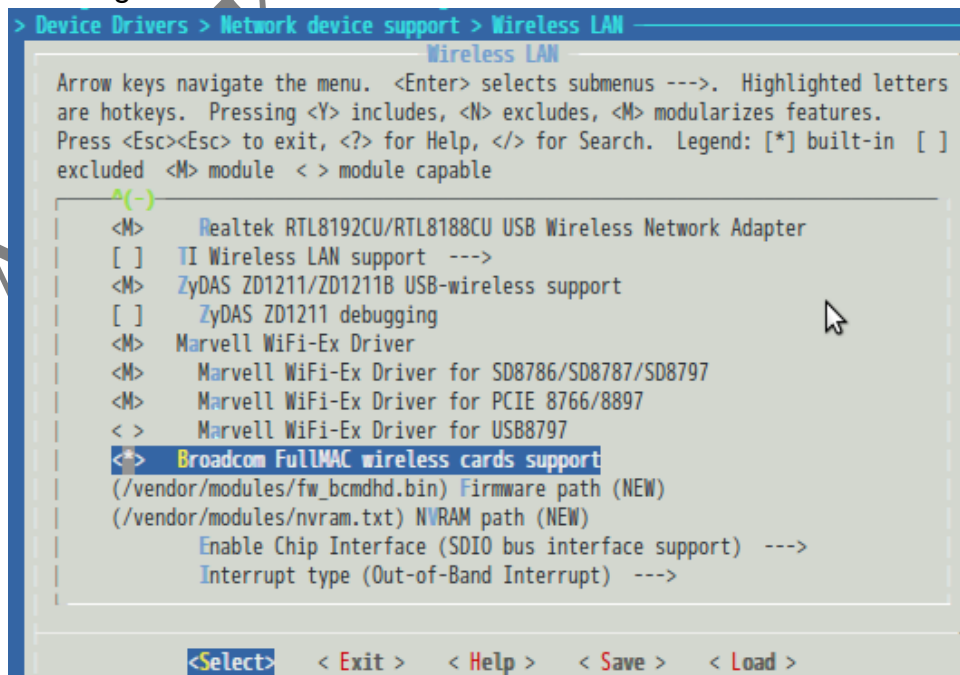 > Device Drivers > Network device support > Wireless LAN
Wireless LAN
Arrow keys navigate the menu. <Enter> selects submenus --->. Highlighted letters
are hotkeys. Pressing <Y> includes, <N> excludes, <M> modularizes features.
Press <Esc><Esc> to exit, <?> for Help, </> for Search. Legend: [*] built-in [ ]
excluded <M> module < > module capable
^(-)
<M> Realtek RTL8192CU/RTL8188CU USB Wireless Network Adapter
[ ] TI Wireless LAN support --->
<M> ZyDAS ZD1211/ZD1211B USB-wireless support
[ ] ZyDAS ZD1211 debugging
<M> Marvell WiFi-Ex Driver
<M> Marvell WiFi-Ex Driver for SD8786/SD8787/SD8797
<M> Marvell WiFi-Ex Driver for PCIE 8766/8897
< > Marvell WiFi-Ex Driver for USB8797
<*> Broadcom FullMAC wireless cards support
(/vendor/modules/fw_bcmdhd.bin) Firmware path (NEW)
(/vendor/modules/nvram.txt) NVRAM path (NEW)
Enable Chip Interface (SDIO bus interface support) --->
Interrupt type (Out-of-Band Interrupt) --->
<Select> < Exit > < Help > < Save > < Load >